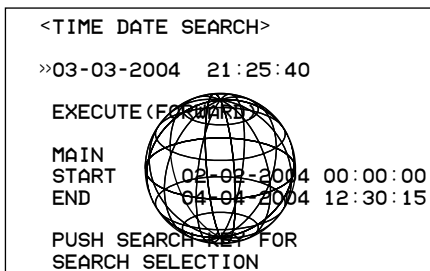 <TIME DATE SEARCH>
»03-03-2004 21:25:40
EXECUTE(FORWARD)
MAIN
START 02-02-2004 00:00:00
END 04-04-2004 12:30:15
PUSH SEARCH KEY FOR
SEARCH SELECTION